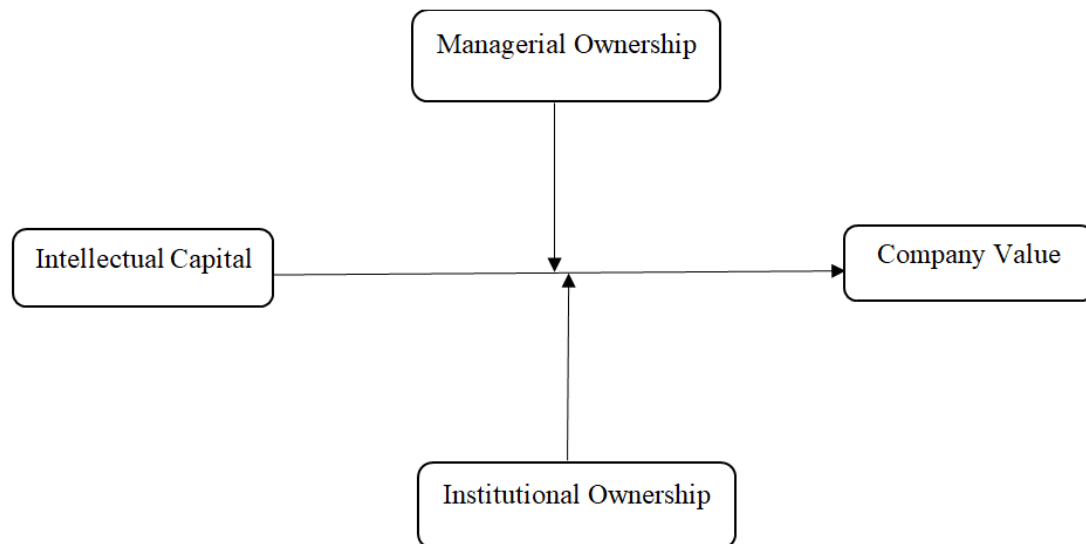 Managerial Ownership
Intellectual Capital
Company Value
Institutional Ownership